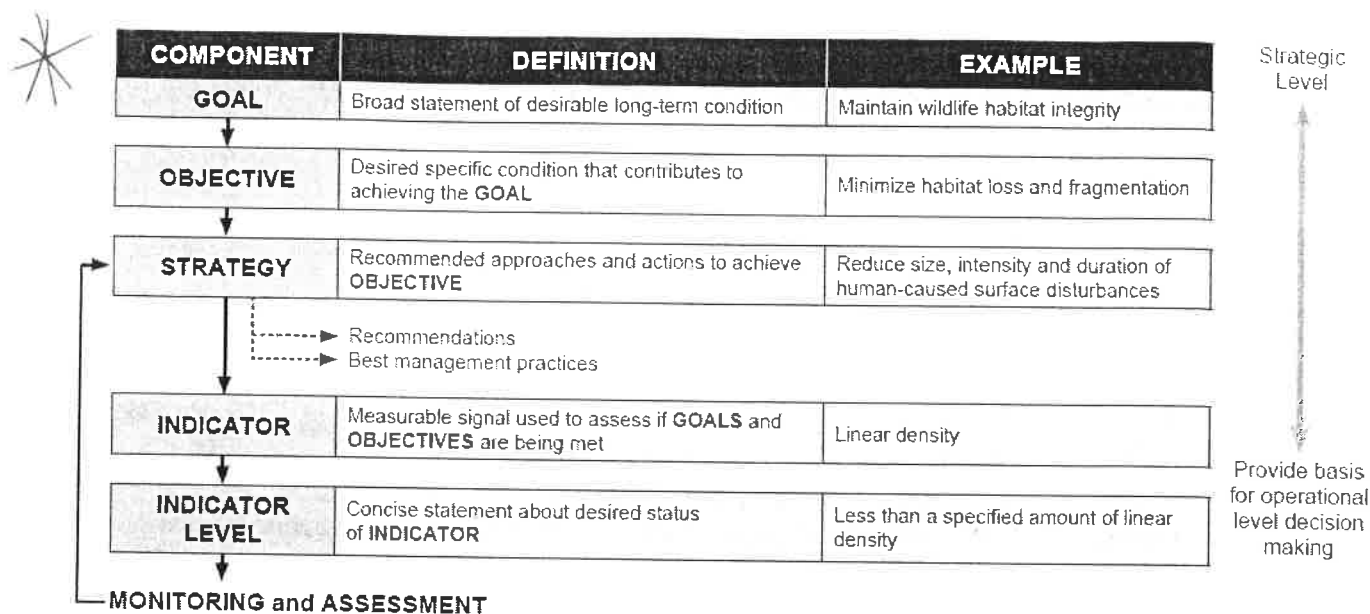 COMPONENT DEFINITION EXAMPLE
GOAL Broad statement of desirable long-term condition Maintain wildlife habitat integrity
OBJECTIVE Desired specific condition that contributes to
achieving the GOAL
Minimize habitat loss and fragmentation
STRATEGY Recommended approaches and actions to achieve
OBJECTIVE
Reduce size, intensity and duration of
human-caused surface disturbances
Recommendations
Best management practices
INDICATOR Measurable signal used to assess if GOALS and
OBJECTIVES are being met
Linear density
INDICATOR
LEVEL
Concise statement about desired status
of INDICATOR
Less than a specified amount of linear
density
MONITORING and ASSESSMENT
Strategic
Level
Provide basis
for operational
level decision
making